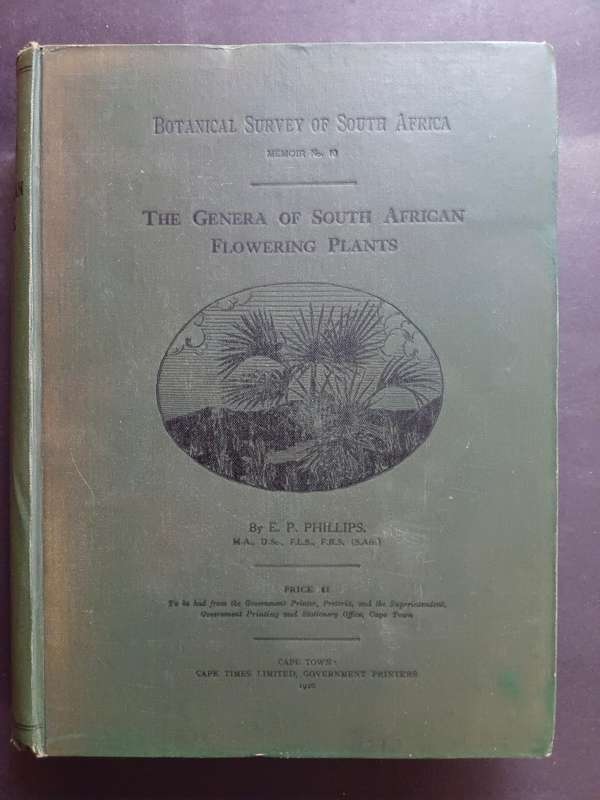 BOTANICAL SURVEY OF SOUTH AFRICA
MEMOIR No. 10
THE GENERA OF SOUTH AFRICAN
FLOWERING PLANTS
By E. P. PHILLIPS.
M.A., D.Sc., F.L.S., F.R.S. (S.Afr.)
PRICE £1
To be had from the Government Printer, Pretoria, and the Superintendent,
Government Printing and Stationery Office, Cape Town
CAPE TOWN:
CAPE TIMES LIMITED, GOVERNMENT PRINTERS
1926